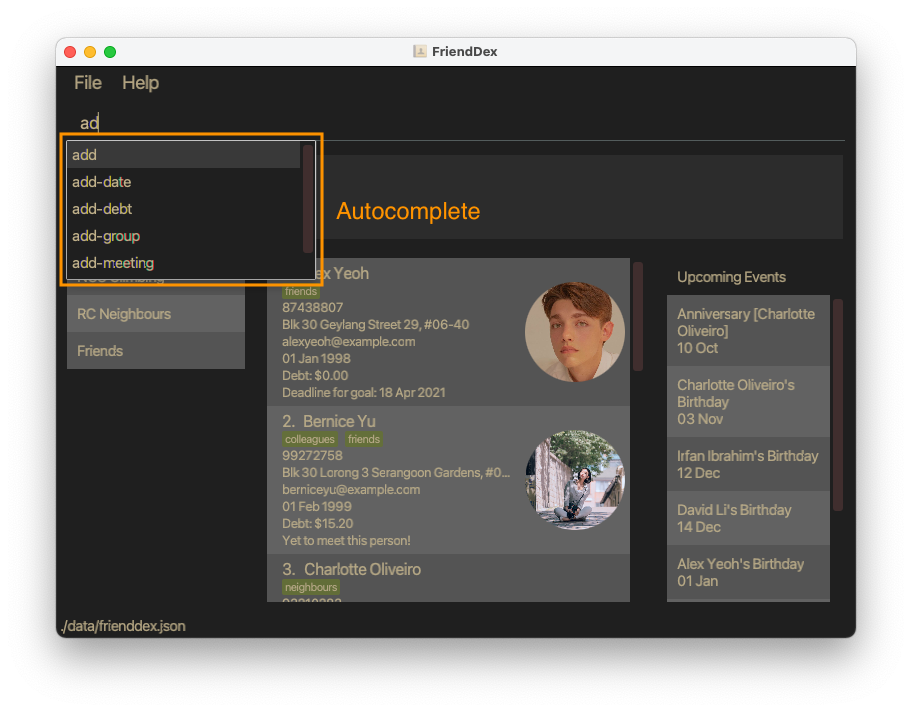 FriendDex
File Help
ad
add
add-date
add-debt
add-group
add-meeting
Autocomplete
RC Neighbours
Friends
ex Yeoh
friends
87438807
Blk 30 Geylang Street 29, #06-40
alexyeoh@example.com
01 Jan 1998
Debt: $0.00
Deadline for goal: 18 Apr 2021
2. Bernice Yu
colleagues friends
99272758
Blk 30 Lorong 3 Serangoon Gardens, #0...
berniceyu@example.com
01 Feb 1999
Debt: $15.20
Yet to meet this person!
3. Charlotte Oliveiro
neighbours
Upcoming Events
Anniversary [Charlotte
Oliveiro]
10 Oct
Charlotte Oliveiro's
Birthday
03 Nov
Irfan Ibrahim's Birthday
12 Dec
David Li's Birthday
14 Dec
Alex Yeoh's Birthday
01 Jan
./data/frienddex.json